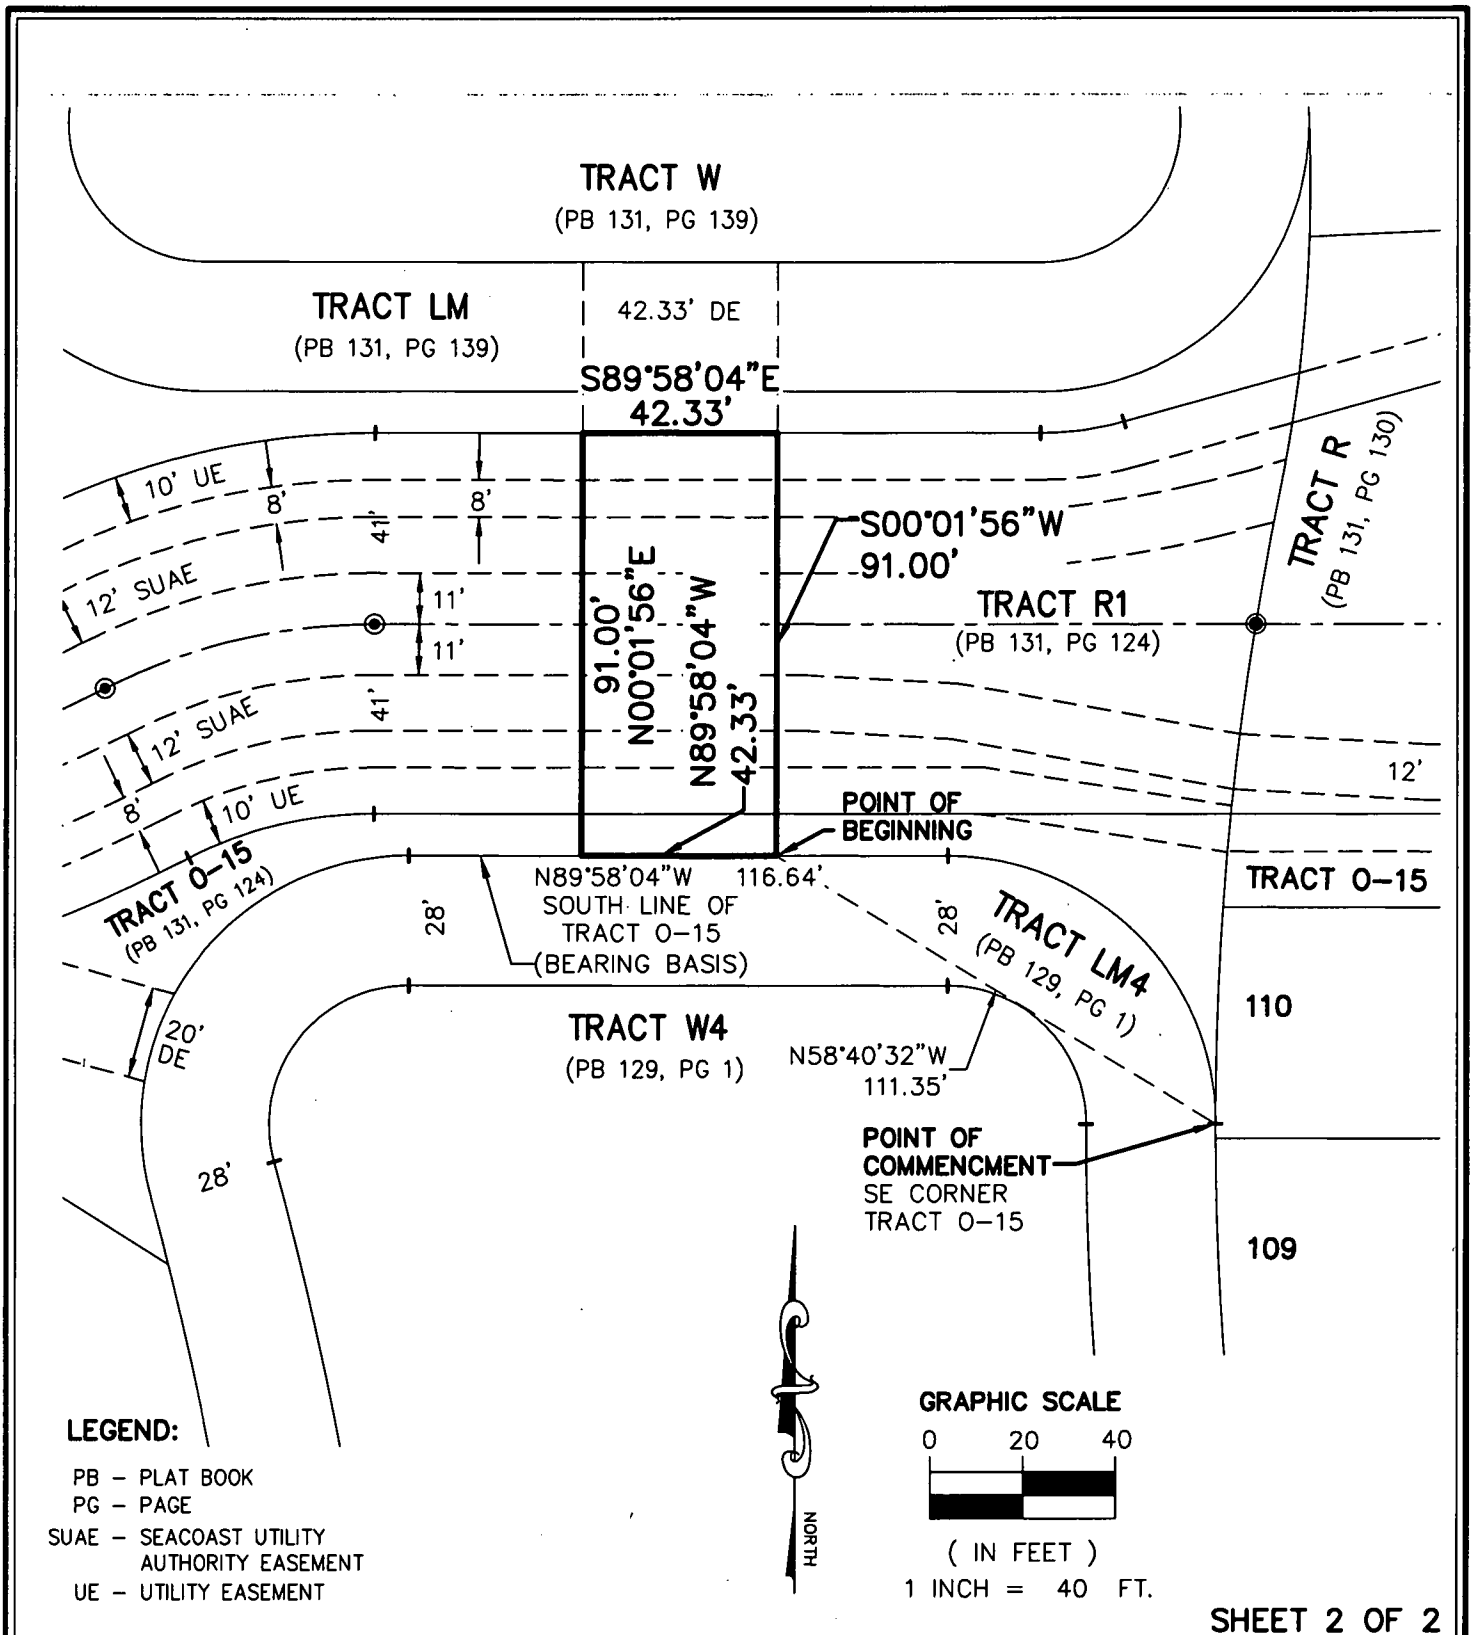 TRACT W
(PB 131, PG 139)
TRACT LM
(PB 131, PG 139)
42.33' DE
S89°58'04"E
42.33'
10' UE
8'
8'
41'
12' SUAE
11'
11'
91.00'
N00°01'56"E
N89°58'04"W
42.33'
S00°01'56"W
91.00'
TRACT R
(PB 131, PG 130)
TRACT R1
(PB 131, PG 124)
41'
12' SUAE
8'
10' UE
12'
POINT OF
BEGINNING
TRACT O-15
(PB 131, PG 124)
N89°58'04"W 116.64'
SOUTH LINE OF
TRACT O-15
(BEARING BASIS)
28'
28'
TRACT O-15
TRACT LM4
(PB 129, PG 1)
110
20'
DE
TRACT W4
(PB 129, PG 1)
N58°40'32"W
111.35'
POINT OF
COMMENCMENT
SE CORNER
TRACT O-15
28'
109
LEGEND:
PB - PLAT BOOK
PG - PAGE
SUAE - SEACOAST UTILITY
AUTHORITY EASEMENT
UE - UTILITY EASEMENT
NORTH
GRAPHIC SCALE
0 20 40
( IN FEET )
1 INCH = 40 FT.
SHEET 2 OF 2